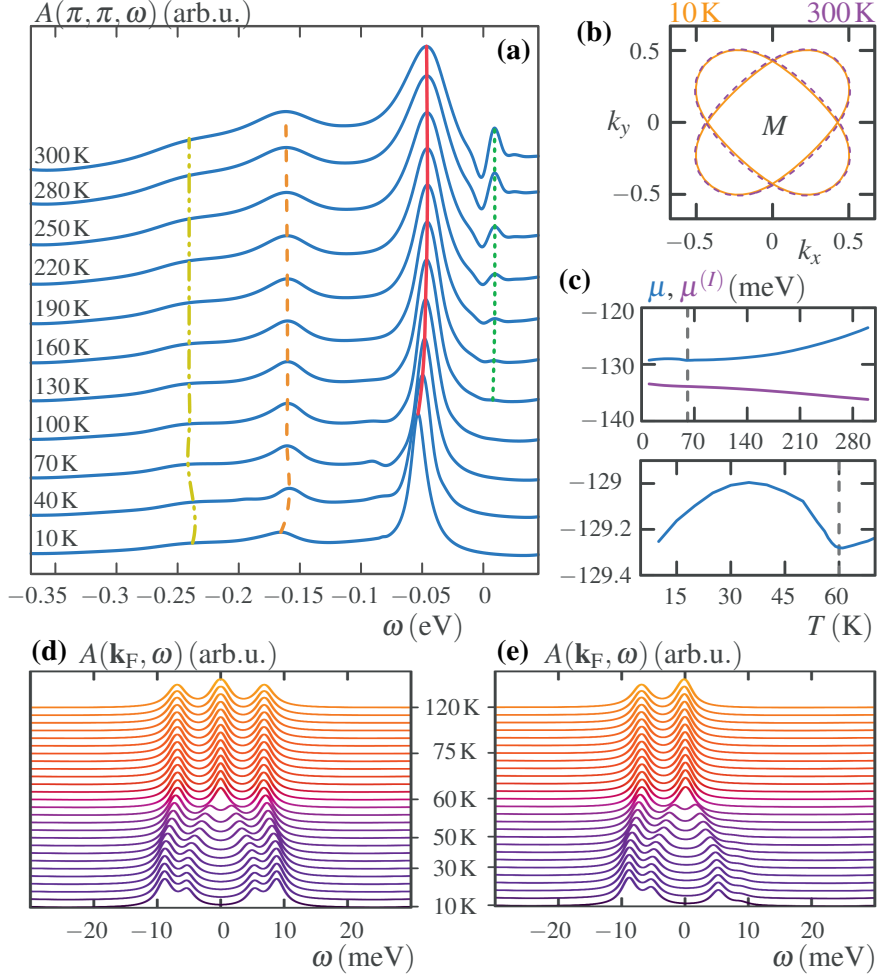 A(π, π, ω) (arb.u.)
(a)
300 K
280 K
250 K
220 K
190 K
160 K
130 K
100 K
70 K
40 K
10 K
−0.35 −0.3 −0.25 −0.2 −0.15 −0.1 −0.05 0
ω (eV)
(b) 10 K 300 K
0.5
k_y 0 M
−0.5
−0.5 0 0.5
k_x
(c) μ, μ^(I) (meV)
−120
−130
−140
0 70 140 210 280
−129
−129.2
−129.4
15 30 45 60
T (K)
(d) A(k_F, ω) (arb.u.)
−20 −10 0 10 20
ω (meV)
120 K
75 K
60 K
50 K
30 K
10 K
(e) A(k_F, ω) (arb.u.)
−20 −10 0 10 20
ω (meV)